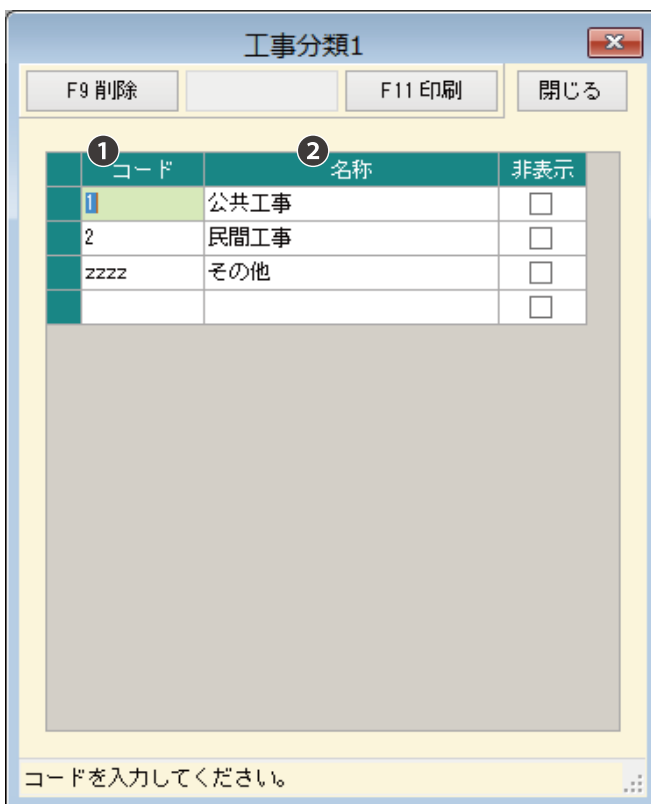 工事分類1
F9 削除 F11 印刷 閉じる
❶ ❷
コード 名称 非表示
1 公共工事
2 民間工事
zzzz その他
コードを入力してください。